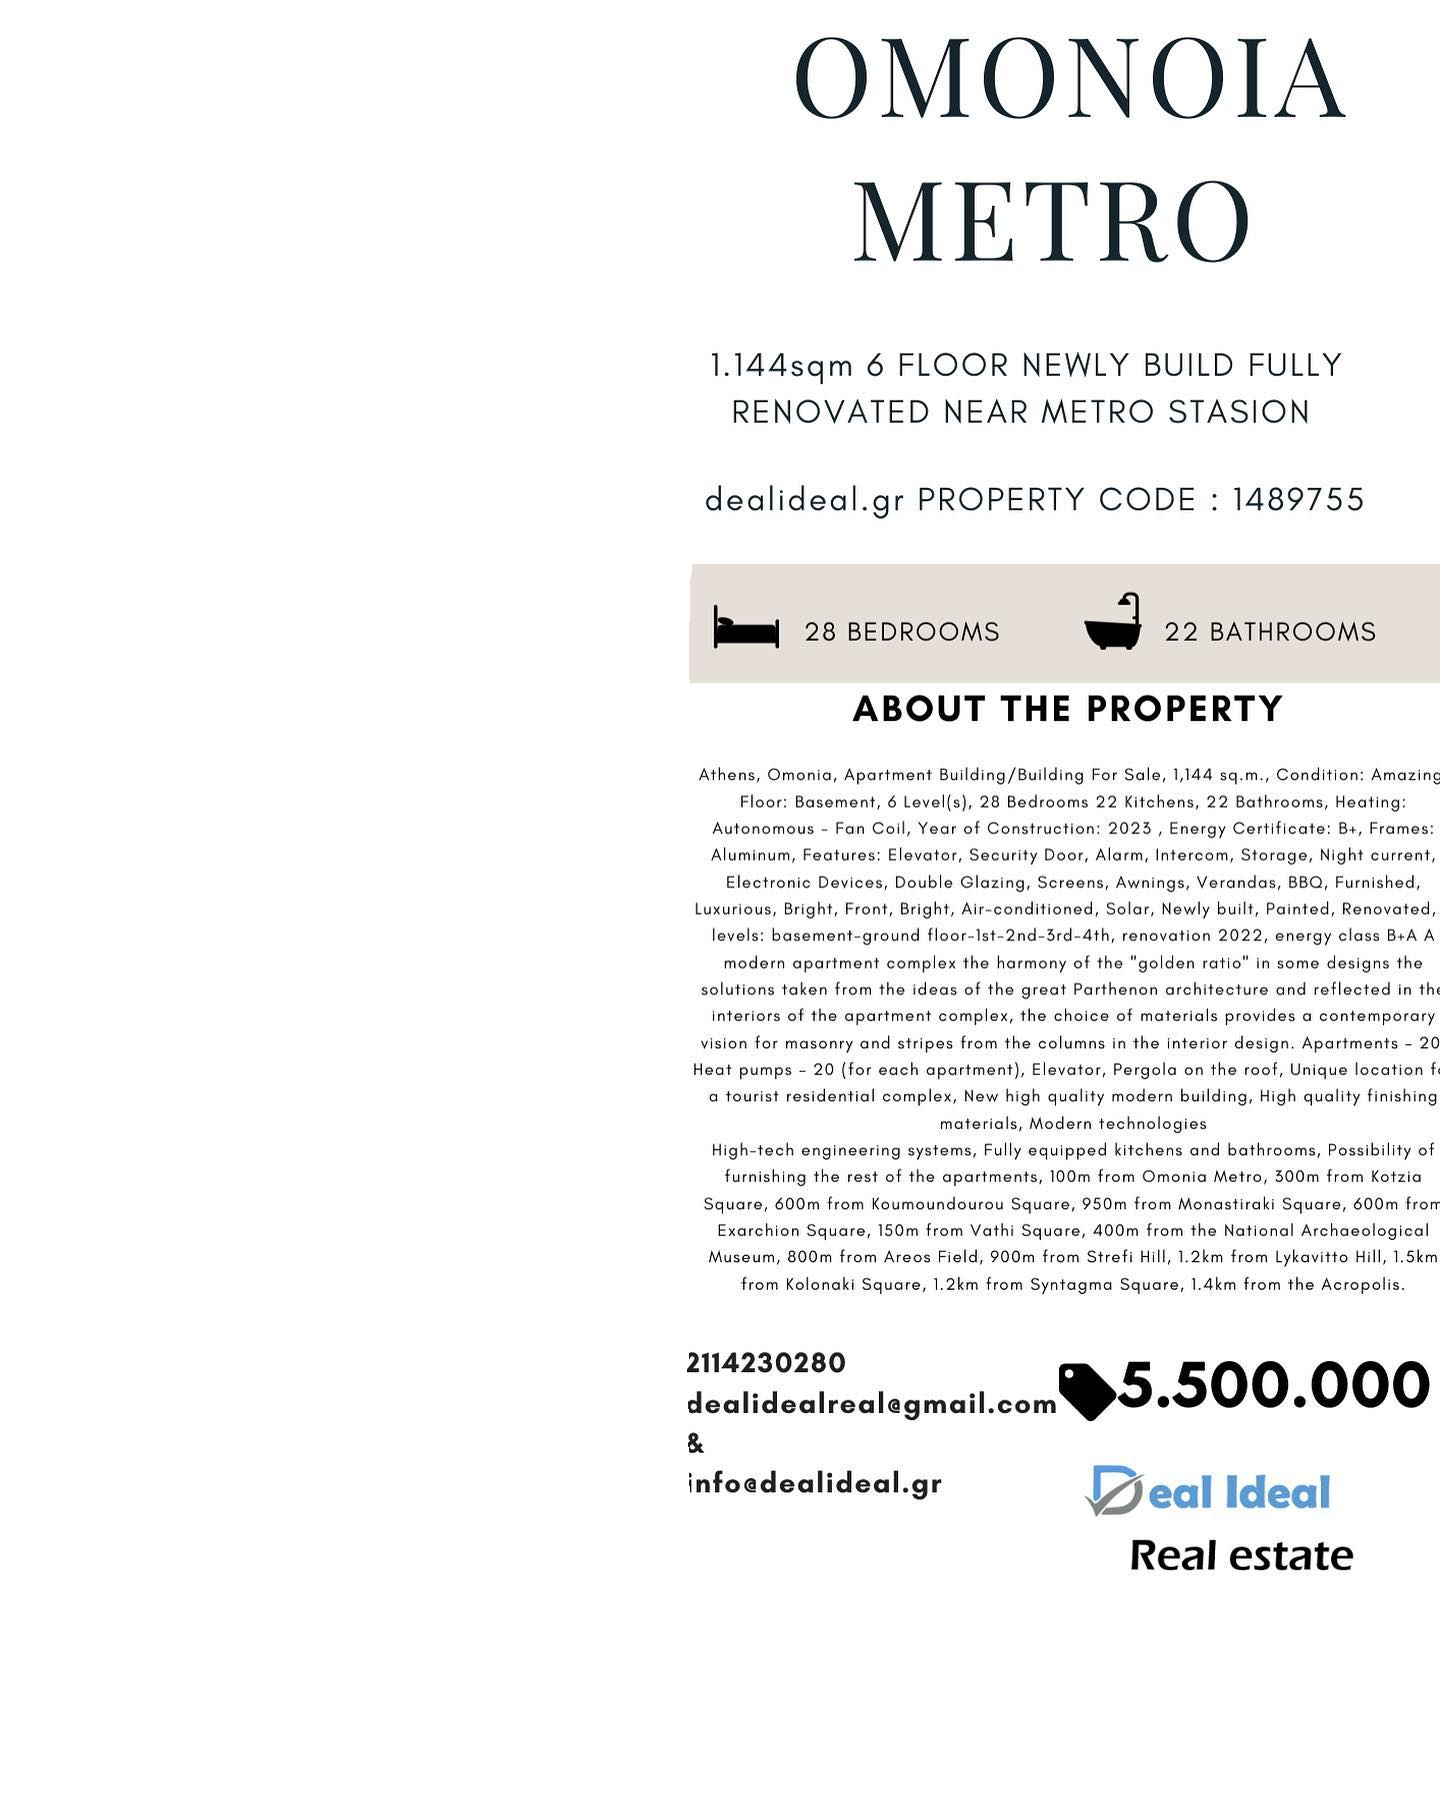 OMONOIA
METRO
1.144sqm 6 FLOOR NEWLY BUILD FULLY
RENOVATED NEAR METRO STASION
dealideal.gr PROPERTY CODE : 1489755
28 BEDROOMS
22 BATHROOMS
ABOUT THE PROPERTY
Athens, Omonia, Apartment Building/Building For Sale, 1,144 sq.m., Condition: Amazing
Floor: Basement, 6 Level(s), 28 Bedrooms 22 Kitchens, 22 Bathrooms, Heating:
Autonomous - Fan Coil, Year of Construction: 2023 , Energy Certificate: B+, Frames:
Aluminum, Features: Elevator, Security Door, Alarm, Intercom, Storage, Night current,
Electronic Devices, Double Glazing, Screens, Awnings, Verandas, BBQ, Furnished,
Luxurious, Bright, Front, Bright, Air-conditioned, Solar, Newly built, Painted, Renovated,
levels: basement-ground floor-1st-2nd-3rd-4th, renovation 2022, energy class B+A A
modern apartment complex the harmony of the "golden ratio" in some designs the
solutions taken from the ideas of the great Parthenon architecture and reflected in the
interiors of the apartment complex, the choice of materials provides a contemporary
vision for masonry and stripes from the columns in the interior design. Apartments - 20
Heat pumps - 20 (for each apartment), Elevator, Pergola on the roof, Unique location
a tourist residential complex, New high quality modern building, High quality finishing
materials, Modern technologies
High-tech engineering systems, Fully equipped kitchens and bathrooms, Possibility of
furnishing the rest of the apartments, 100m from Omonia Metro, 300m from Kotzia
Square, 600m from Koumoundourou Square, 950m from Monastiraki Square, 600m from
Exarchion Square, 150m from Vathi Square, 400m from the National Archaeological
Museum, 800m from Areos Field, 900m from Strefi Hill, 1.2km from Lykavitto Hill, 1.5km
from Kolonaki Square, 1.2km from Syntagma Square, 1.4km from the Acropolis.
2114230280
dealidealreal@gmail.com
&
info@dealideal.gr
5.500.000
Deal Ideal
Real estate